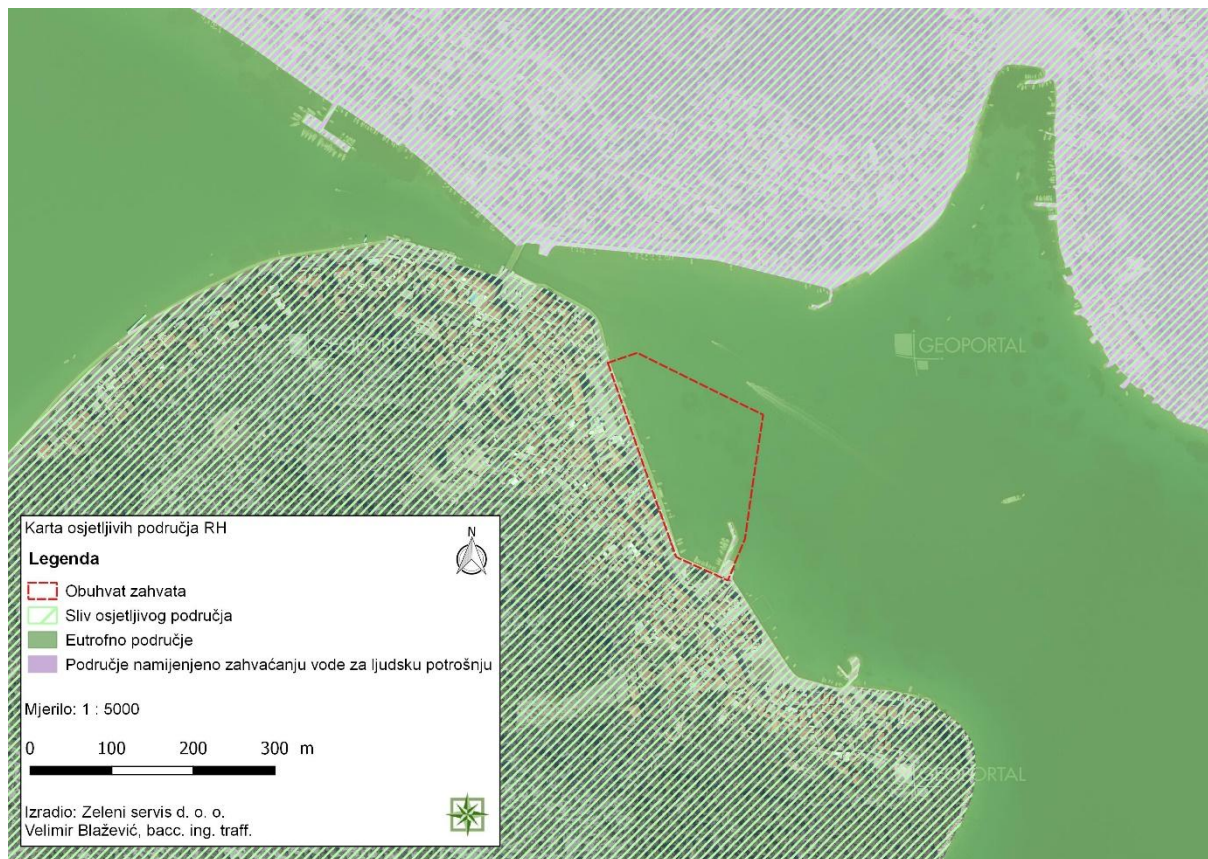 GEOPORTAL
GEOPORTAL
Karta osjetljivih područja RH
N
Legenda
Obuhvat zahvata
Sliv osjetljivog područja
Eutrofno područje
Područje namijenjeno zahvaćanju vode za ljudsku potrošnju
Mjerilo: 1 : 5000
0 100 200 300 m
Izradio: Zeleni servis d. o. o.
Velimir Blažević, bacc. ing. traff.
GEOPORTAL